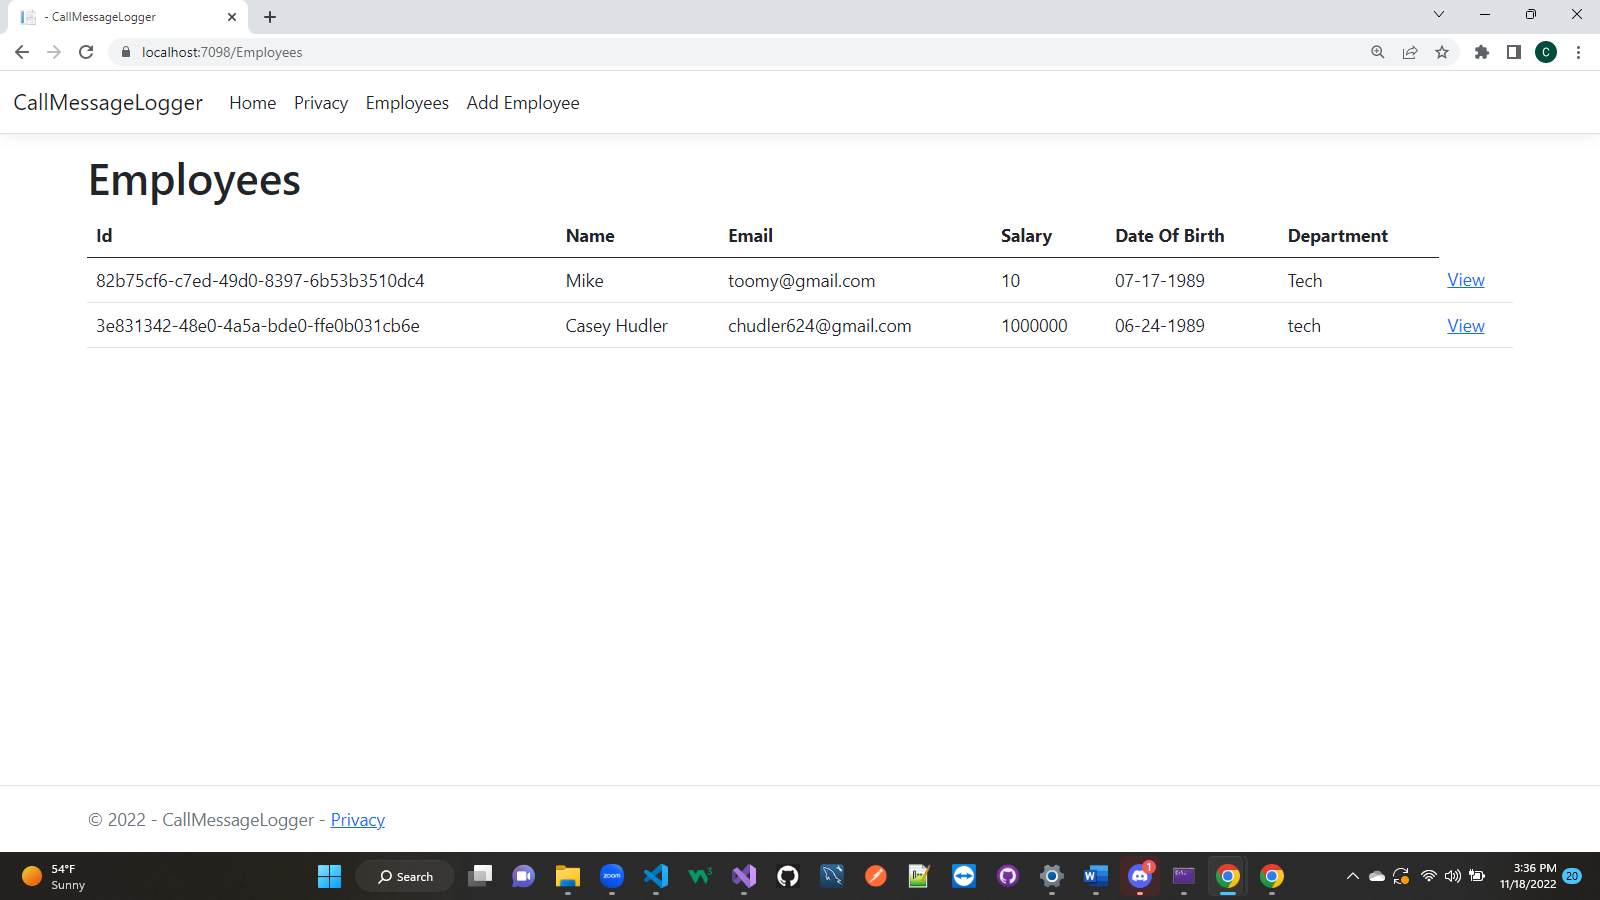 - CallMessageLogger
localhost:7098/Employees
C
CallMessageLogger Home Privacy Employees Add Employee
Employees
Id Name Email Salary Date Of Birth Department
82b75cf6-c7ed-49d0-8397-6b53b3510dc4 Mike toomy@gmail.com 10 07-17-1989 Tech View
3e831342-48e0-4a5a-bde0-ffe0b031cb6e Casey Hudler chudler624@gmail.com 1000000 06-24-1989 tech View
© 2022 - CallMessageLogger - Privacy
54°F
Sunny
Search
zoom
1
3:36 PM
11/18/2022
20